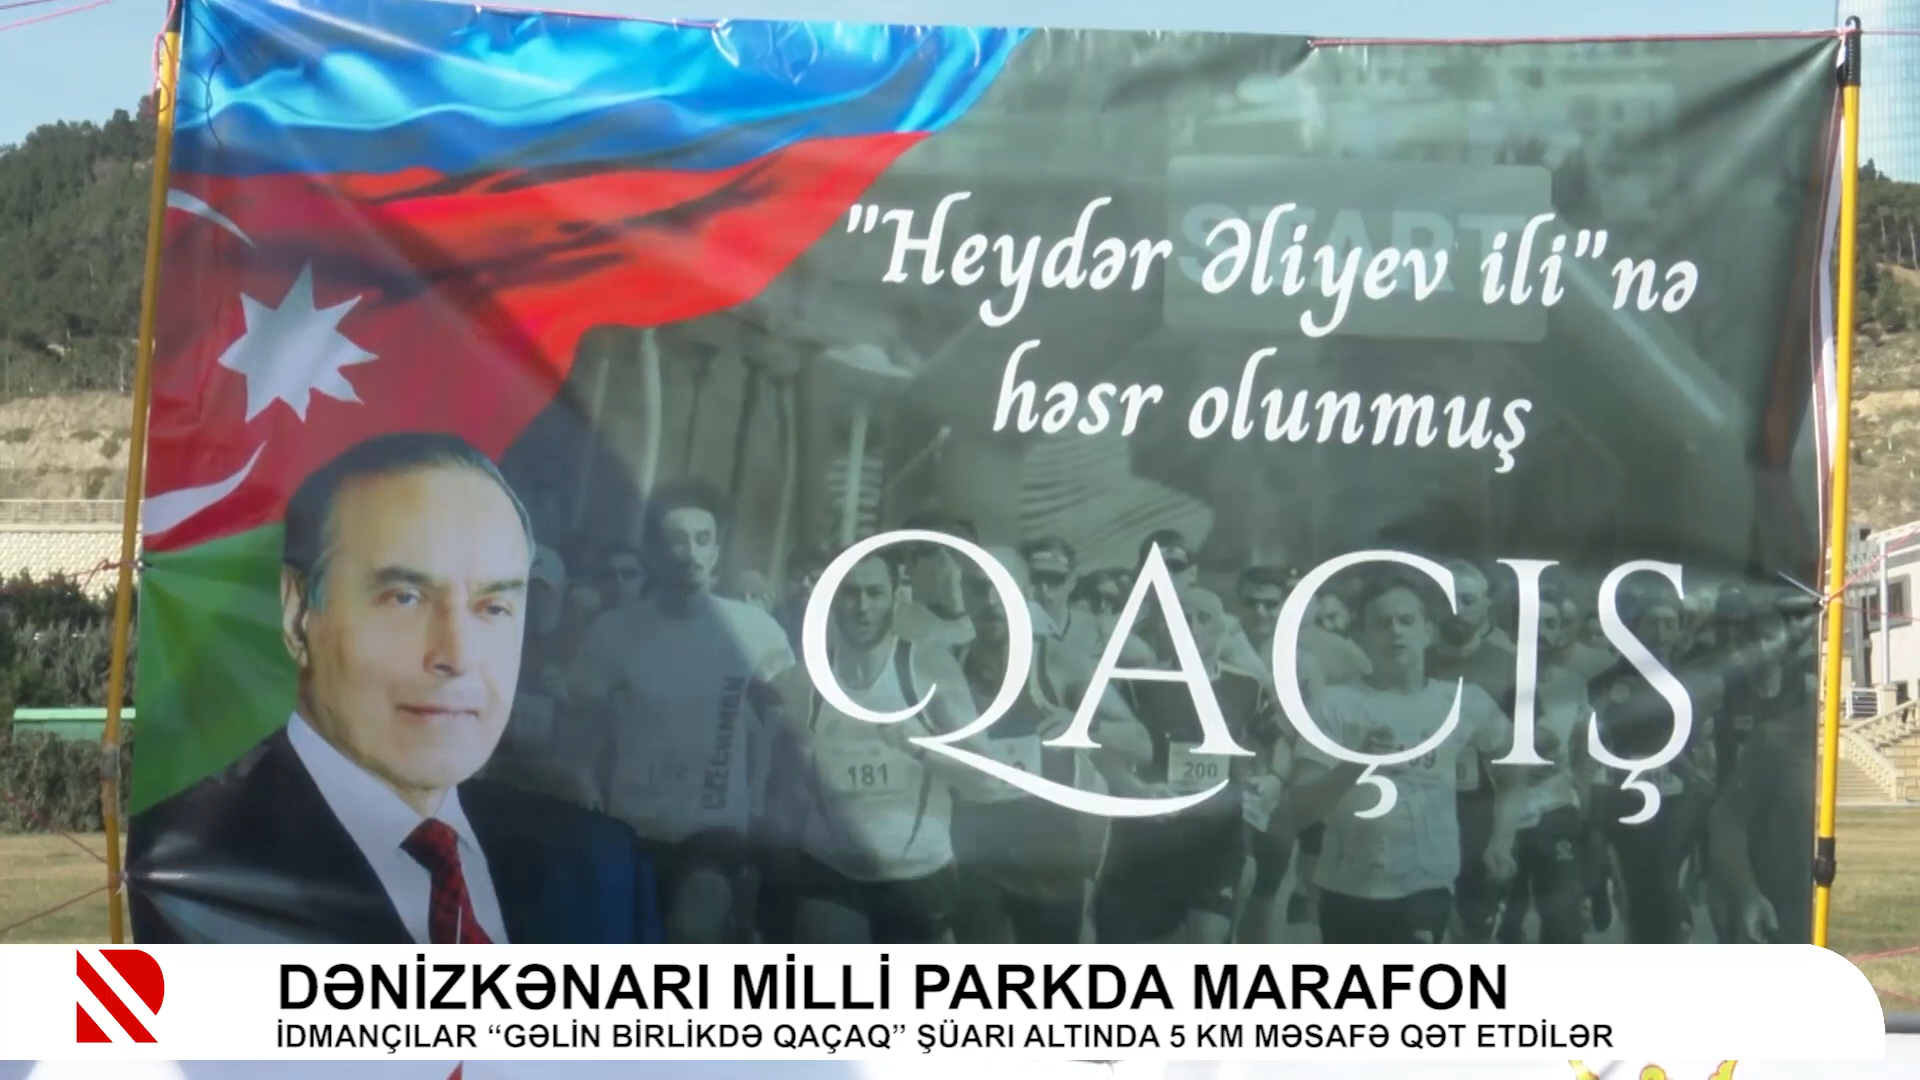 "Heydər Əliyev ili"nə
həsr olunmuş
QAÇIŞ
181
200
DƏNİZKƏNARI MİLLİ PARKDA MARAFON
İDMANÇILAR “GƏLİN BİRLİKDƏ QAÇAQ” ŞÜARI ALTINDA 5 KM MƏSAFƏ QƏT ETDİLƏR